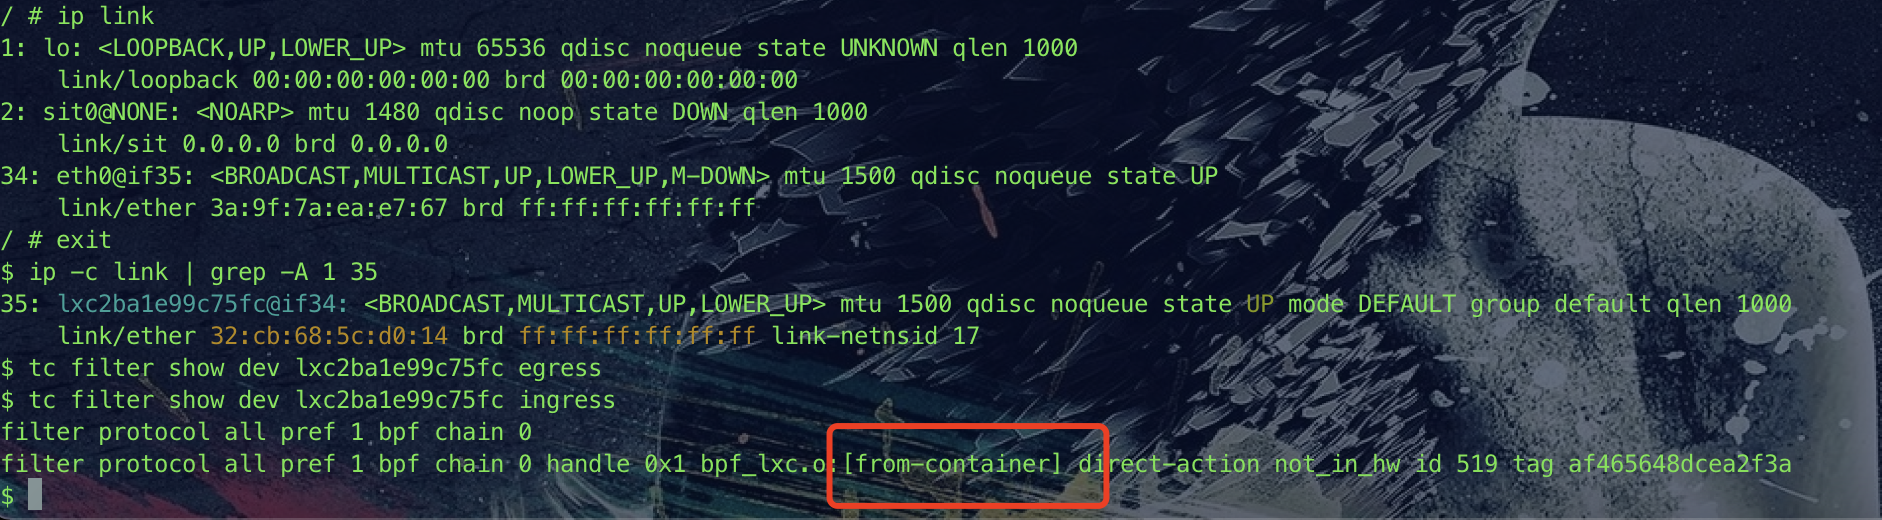 / # ip link
1: lo: <LOOPBACK,UP,LOWER_UP> mtu 65536 qdisc noqueue state UNKNOWN qlen 1000
    link/loopback 00:00:00:00:00:00 brd 00:00:00:00:00:00
2: sit0@NONE: <NOARP> mtu 1480 qdisc noop state DOWN qlen 1000
    link/sit 0.0.0.0 brd 0.0.0.0
34: eth0@if35: <BROADCAST,MULTICAST,UP,LOWER_UP,M-DOWN> mtu 1500 qdisc noqueue state UP
    link/ether 3a:9f:7a:ea:e7:67 brd ff:ff:ff:ff:ff:ff
/ # exit
$ ip -c link | grep -A 1 35
35: lxc2ba1e99c75fc@if34: <BROADCAST,MULTICAST,UP,LOWER_UP> mtu 1500 qdisc noqueue state UP mode DEFAULT group default qlen 1000
    link/ether 32:cb:68:5c:d0:14 brd ff:ff:ff:ff:ff:ff link-netnsid 17
$ tc filter show dev lxc2ba1e99c75fc egress
$ tc filter show dev lxc2ba1e99c75fc ingress
filter protocol all pref 1 bpf chain 0
filter protocol all pref 1 bpf chain 0 handle 0x1 bpf_lxc.o:[from-container] direct-action not_in_hw id 519 tag af465648dcea2f3a
$